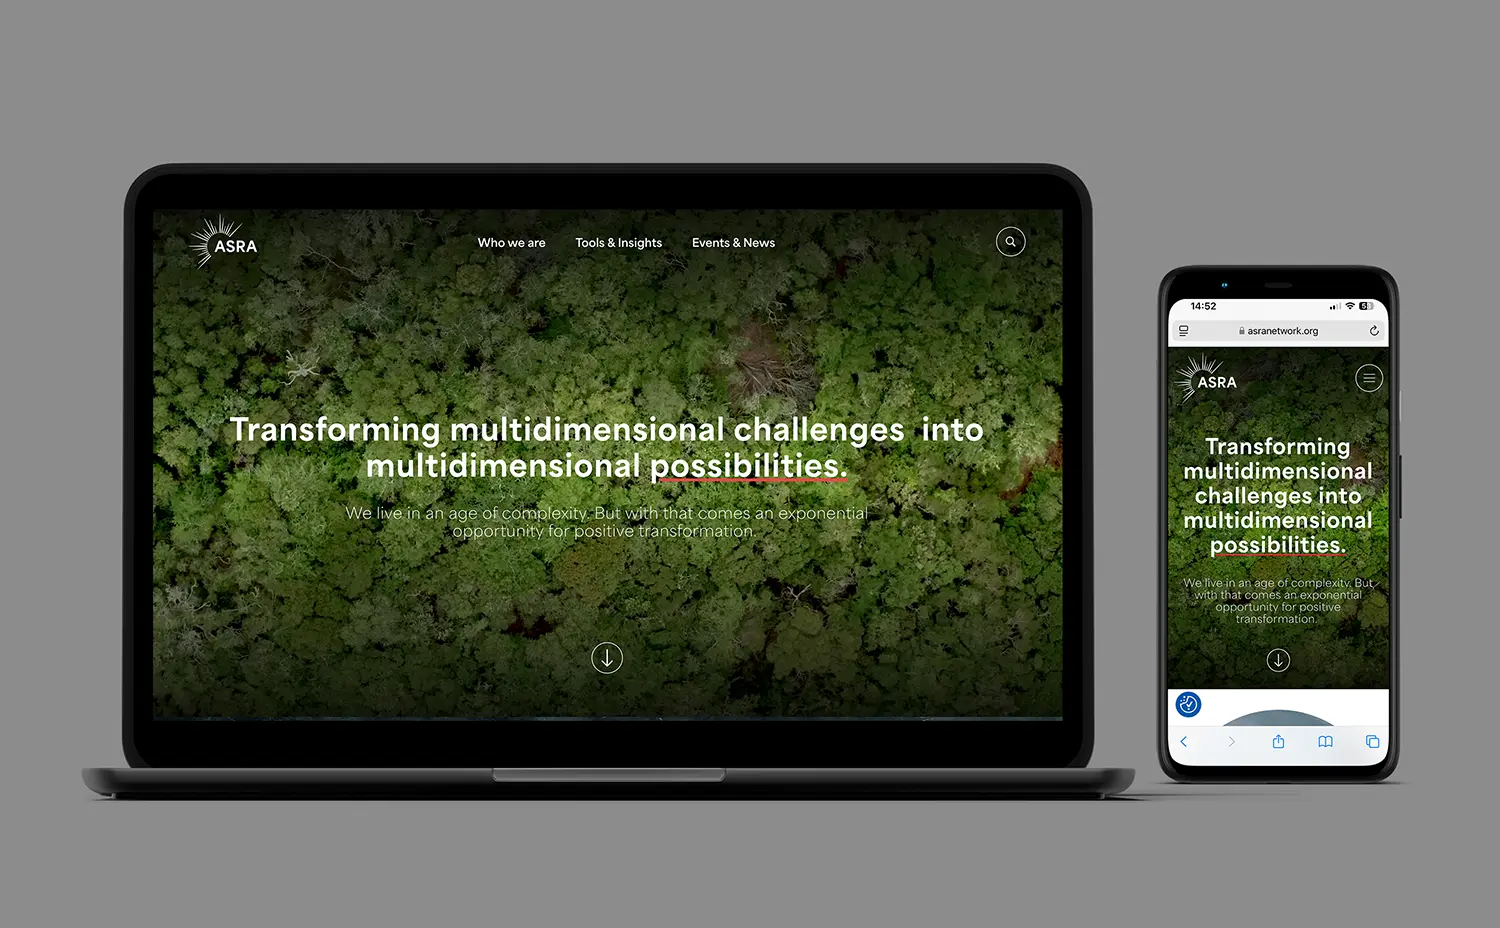 ASRA
Who we are
Tools & Insights
Events & News
Transforming multidimensional challenges  into
multidimensional possibilities.
We live in an age of complexity. But with that comes an exponential
opportunity for positive transformation.
14:52
asranetwork.org
ASRA
Transforming
multidimensional
challenges into
multidimensional
possibilities.
We live in an age of complexity. But
with that comes an exponential
opportunity for positive
transformation.